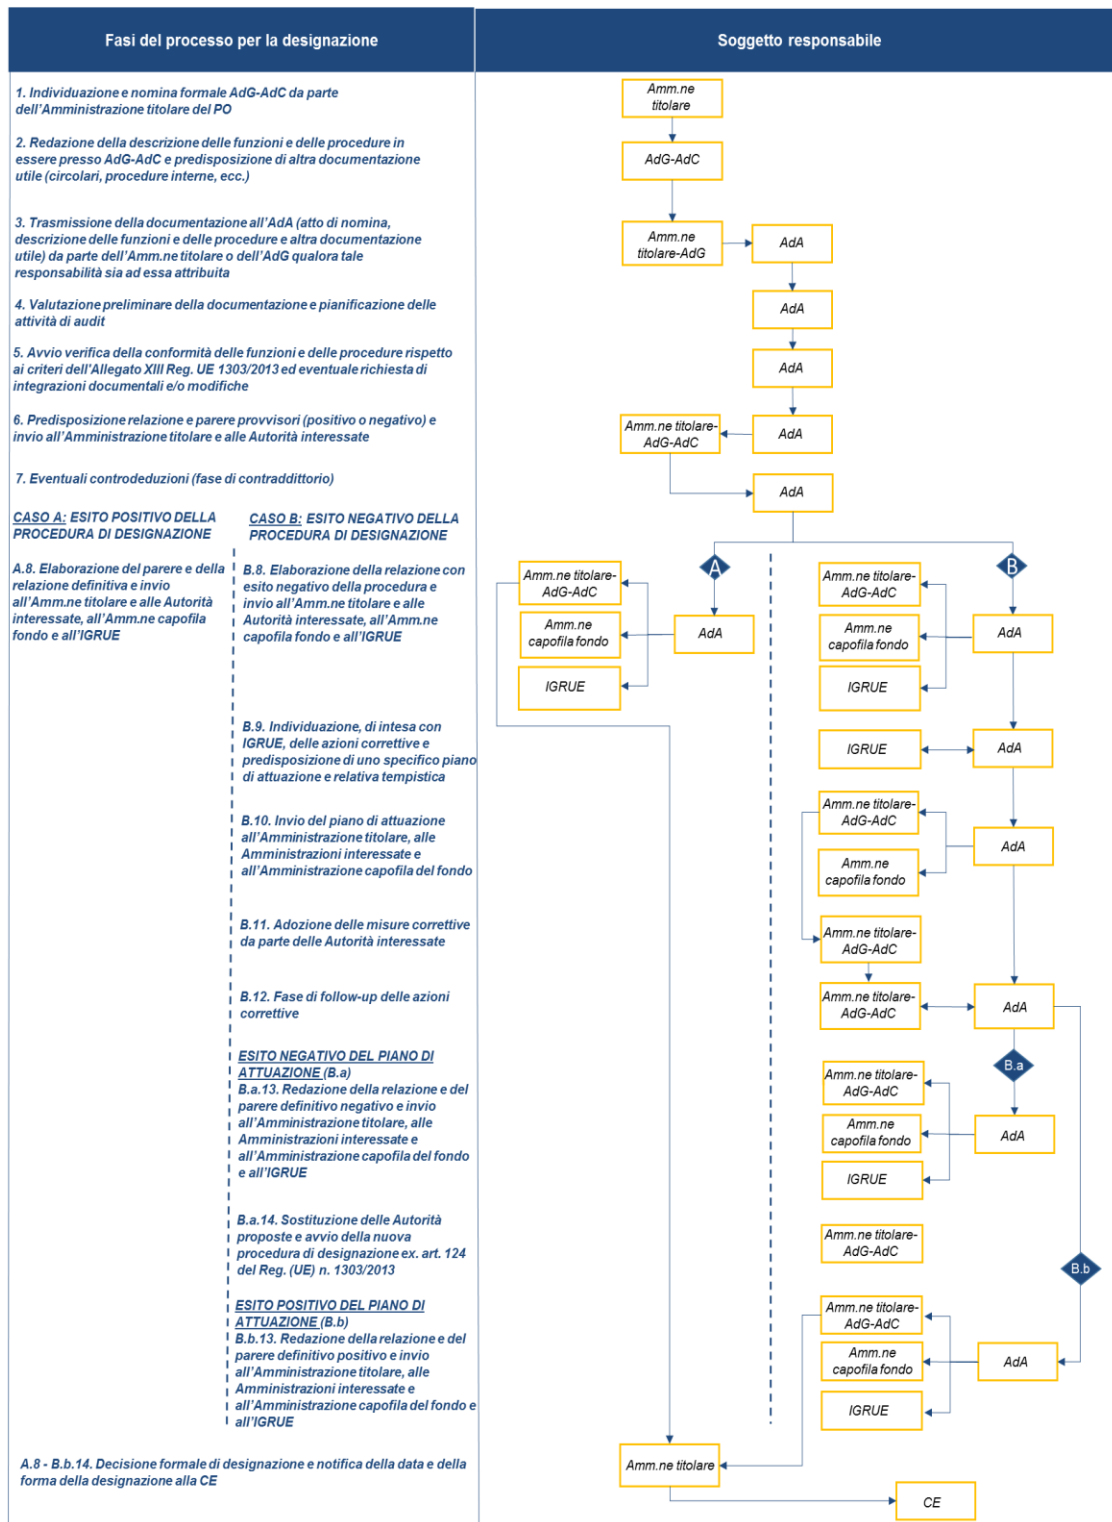 Fasi del processo per la designazione
Soggetto responsabile
1. Individuazione e nomina formale AdG-AdC da parte
dell'Amministrazione titolare del PO
2. Redazione della descrizione delle funzioni e delle procedure in
essere presso AdG-AdC e predisposizione di altra documentazione
utile (circolari, procedure interne, ecc.)
3. Trasmissione della documentazione all'AdA (atto di nomina,
descrizione delle funzioni e delle procedure e altra documentazione
utile) da parte dell'Amm.ne titolare o dell'AdG qualora tale
responsabilità sia ad essa attribuita
4. Valutazione preliminare della documentazione e pianificazione delle
attività di audit
5. Avvio verifica della conformità delle funzioni e delle procedure rispetto
ai criteri dell'Allegato XIII Reg. UE 1303/2013 ed eventuale richiesta di
integrazioni documentali e/o modifiche
6. Predisposizione relazione e parere provvisori (positivo o negativo) e
invio all'Amministrazione titolare e alle Autorità interessate
7. Eventuali controdeduzioni (fase di contraddittorio)
CASO A: ESITO POSITIVO DELLA
PROCEDURA DI DESIGNAZIONE
A.8. Elaborazione del parere e della
relazione definitiva e invio
all'Amm.ne titolare e alle Autorità
interessate, all'Amm.ne capofila
fondo e all'IGRUE
CASO B: ESITO NEGATIVO DELLA
PROCEDURA DI DESIGNAZIONE
B.8. Elaborazione della relazione con
esito negativo della procedura e
invio all'Amm.ne titolare e alle
Autorità interessate, all'Amm.ne
capofila fondo e all'IGRUE
B.9. Individuazione, di intesa con
IGRUE, delle azioni correttive e
predisposizione di uno specifico piano
di attuazione e relativa tempistica
B.10. Invio del piano di attuazione
all'Amministrazione titolare, alle
Amministrazioni interessate e
all'Amministrazione capofila del fondo
B.11. Adozione delle misure correttive
da parte delle Autorità interessate
B.12. Fase di follow-up delle azioni
correttive
ESITO NEGATIVO DEL PIANO DI
ATTUAZIONE (B.a)
B.a.13. Redazione della relazione e del
parere definitivo negativo e invio
all'Amministrazione titolare, alle
Amministrazioni interessate e
all'Amministrazione capofila del fondo
e all'IGRUE
B.a.14. Sostituzione delle Autorità
proposte e avvio della nuova
procedura di designazione ex. art. 124
del Reg. (UE) n. 1303/2013
ESITO POSITIVO DEL PIANO DI
ATTUAZIONE (B.b)
B.b.13. Redazione della relazione e del
parere definitivo positivo e invio
all'Amministrazione titolare, alle
Amministrazioni interessate e
all'Amministrazione capofila del fondo e
all'IGRUE
A.8 - B.b.14. Decisione formale di designazione e notifica della data e della
forma della designazione alla CE
Amm.ne
titolare
AdG-AdC
Amm.ne
titolare-AdG
AdA
AdA
AdA
Amm.ne titolare-
AdG-AdC
AdA
AdA
A
Amm.ne titolare-
AdG-AdC
Amm.ne
capofila fondo
AdA
IGRUE
B
Amm.ne titolare-
AdG-AdC
Amm.ne
capofila fondo
AdA
IGRUE
IGRUE
AdA
Amm.ne titolare-
AdG-AdC
AdA
Amm.ne
capofila fondo
Amm.ne titolare-
AdG-AdC
Amm.ne titolare-
AdG-AdC
AdA
B.a
Amm.ne titolare-
AdG-AdC
Amm.ne
capofila fondo
AdA
IGRUE
Amm.ne titolare-
AdG-AdC
B.b
Amm.ne titolare-
AdG-AdC
Amm.ne
capofila fondo
AdA
IGRUE
Amm.ne titolare
CE